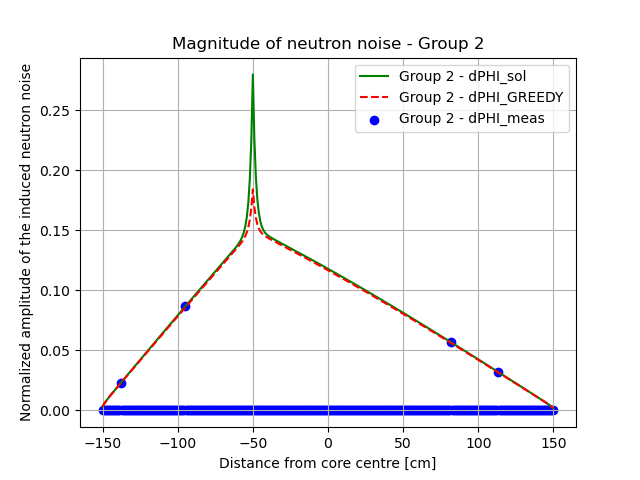 Magnitude of neutron noise - Group 2
Normalized amplitude of the induced neutron noise
0.25
0.20
0.15
0.10
0.05
0.00
Group 2 - dPHI_sol
Group 2 - dPHI_GREEDY
Group 2 - dPHI_meas
−150 −100 −50 0 50 100 150
Distance from core centre [cm]